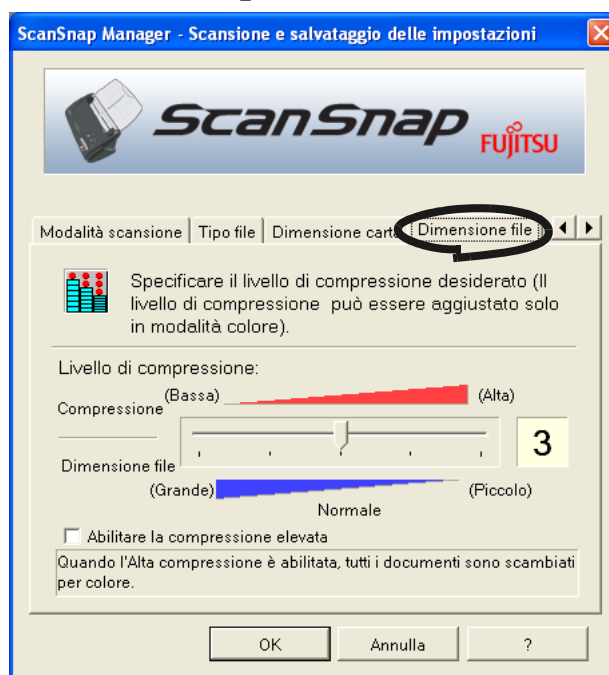 ScanSnap Manager - Scansione e salvataggio delle impostazioni
ScanSnap
FUJITSU
Modalità scansione Tipo file Dimensione carta Dimensione file
Specificare il livello di compressione desiderato (Il
livello di compressione può essere aggiustato solo
in modalità colore).
Livello di compressione:
(Bassa) (Alta)
Compressione
3
Dimensione file
(Grande) (Piccolo)
Normale
Abilitare la compressione elevata
Quando l'Alta compressione è abilitata, tutti i documenti sono scambiati
per colore.
OK Annulla ?